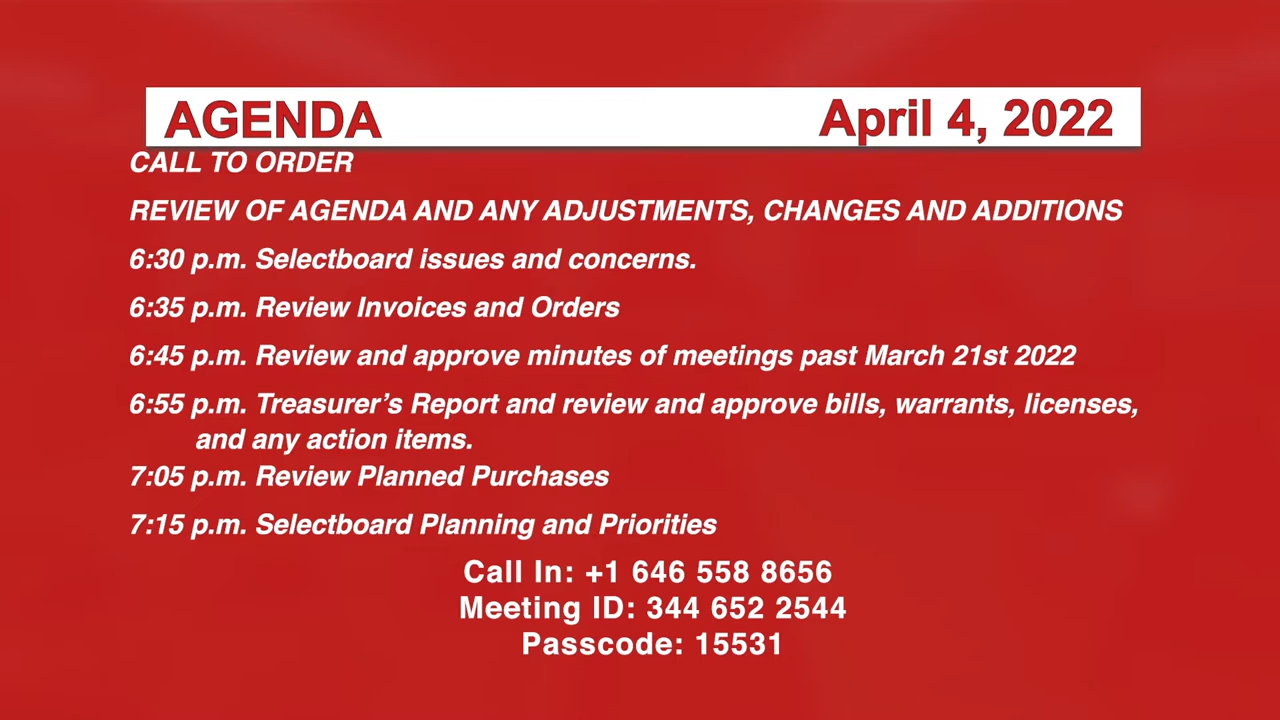 AGENDA April 4, 2022
CALL TO ORDER
REVIEW OF AGENDA AND ANY ADJUSTMENTS, CHANGES AND ADDITIONS
6:30 p.m. Selectboard issues and concerns.
6:35 p.m. Review Invoices and Orders
6:45 p.m. Review and approve minutes of meetings past March 21st 2022
6:55 p.m. Treasurer’s Report and review and approve bills, warrants, licenses,
and any action items.
7:05 p.m. Review Planned Purchases
7:15 p.m. Selectboard Planning and Priorities
Call In: +1 646 558 8656
Meeting ID: 344 652 2544
Passcode: 15531